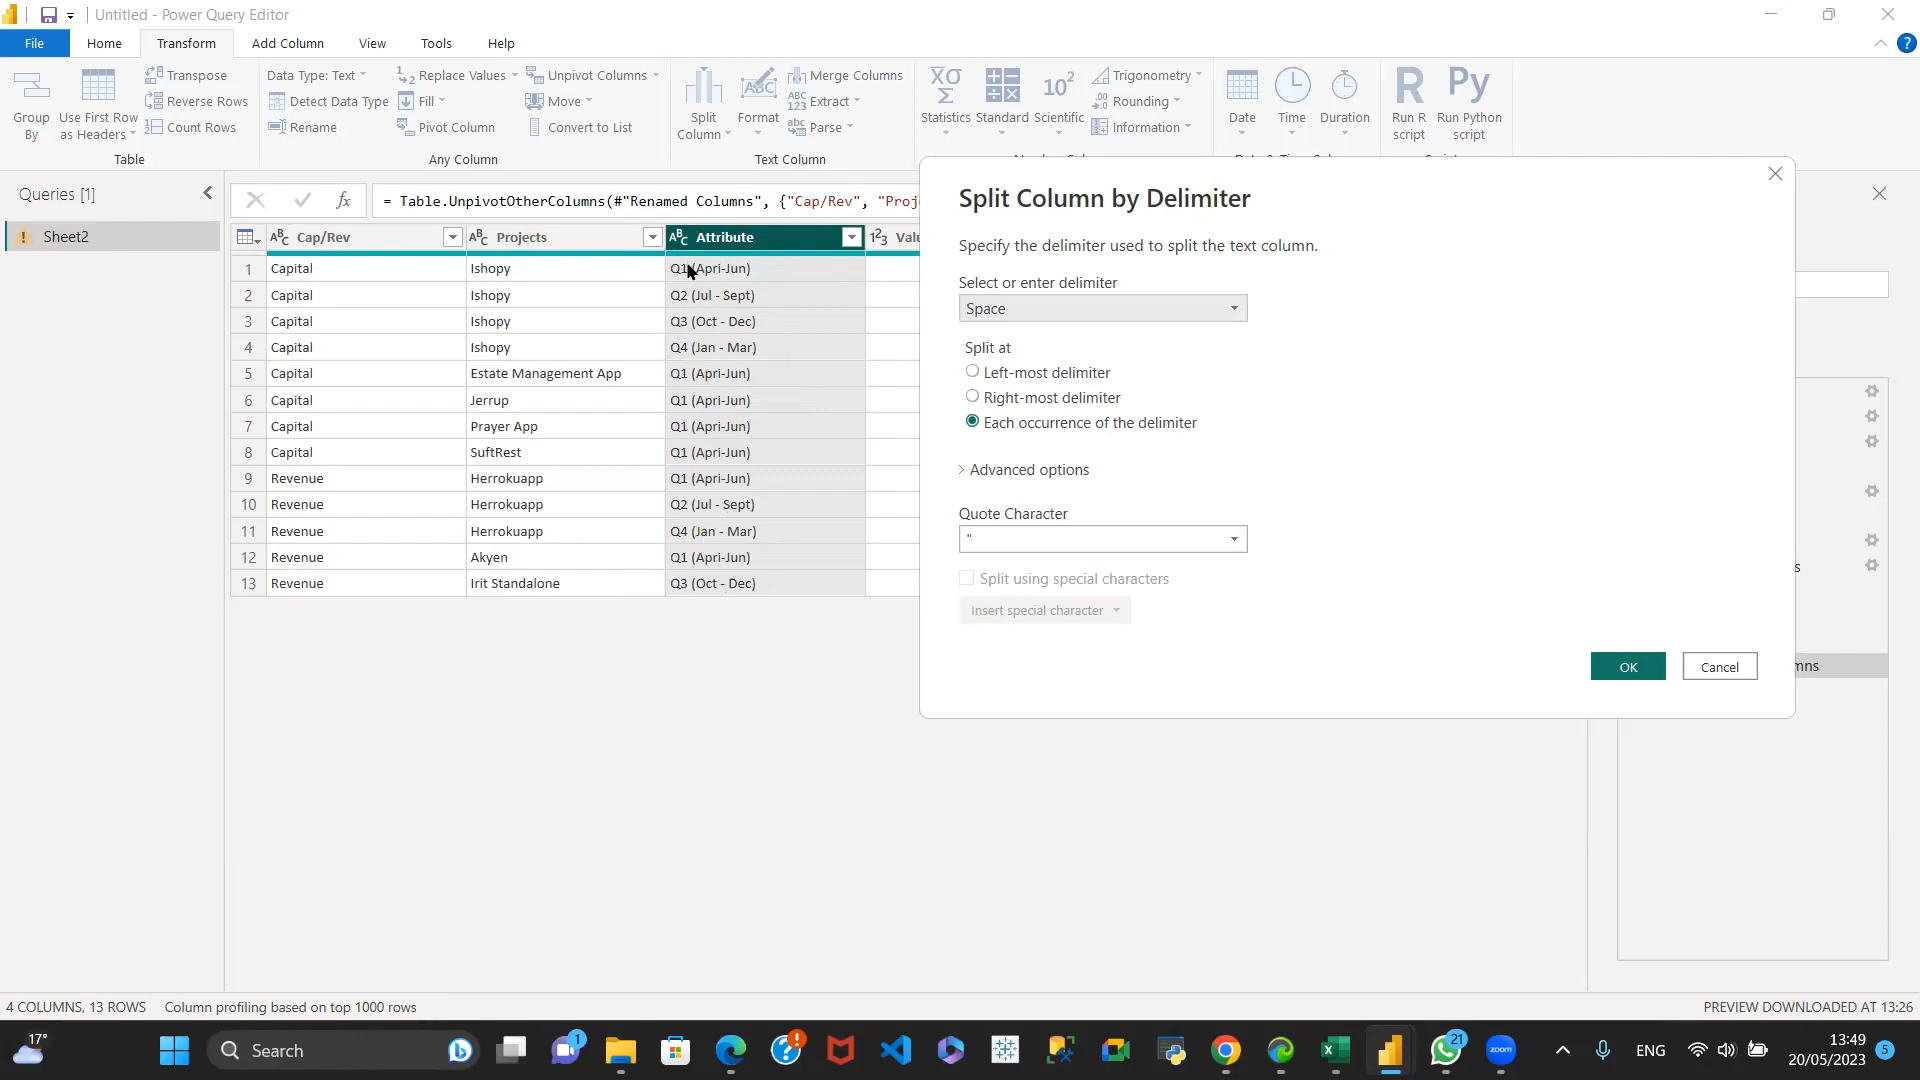 Untitled - Power Query Editor
File Home Transform Add Column View Tools Help
Group By
Use First Row as Headers
Transpose
Reverse Rows
Count Rows
Table
Data Type: Text
Detect Data Type
Rename
Replace Values
Fill
Pivot Column
Unpivot Columns
Move
Convert to List
Any Column
Split Column
Format
Merge Columns
Extract
Parse
Text Column
Statistics
Standard
Scientific
Trigonometry
Rounding
Information
Date
Time
Duration
Run R script
Run Python script
Queries [1]
Sheet2
= Table.UnpivotOtherColumns(#"Renamed Columns", {"Cap/Rev", "Proj
Cap/Rev Projects Attribute Valu
1 Capital Ishopy Q1 (Apri-Jun)
2 Capital Ishopy Q2 (Jul - Sept)
3 Capital Ishopy Q3 (Oct - Dec)
4 Capital Ishopy Q4 (Jan - Mar)
5 Capital Estate Management App Q1 (Apri-Jun)
6 Capital Jerrup Q1 (Apri-Jun)
7 Capital Prayer App Q1 (Apri-Jun)
8 Capital SuftRest Q1 (Apri-Jun)
9 Revenue Herrokuapp Q1 (Apri-Jun)
10 Revenue Herrokuapp Q2 (Jul - Sept)
11 Revenue Herrokuapp Q4 (Jan - Mar)
12 Revenue Akyen Q1 (Apri-Jun)
13 Revenue Irit Standalone Q3 (Oct - Dec)
Split Column by Delimiter
Specify the delimiter used to split the text column.
Select or enter delimiter
Space
Split at
Left-most delimiter
Right-most delimiter
Each occurrence of the delimiter
Advanced options
Quote Character
"
Split using special characters
Insert special character
OK Cancel
s
mns
4 COLUMNS, 13 ROWS Column profiling based on top 1000 rows
PREVIEW DOWNLOADED AT 13:26
17°
Search
1
21
zoom
ENG
13:49
20/05/2023
5